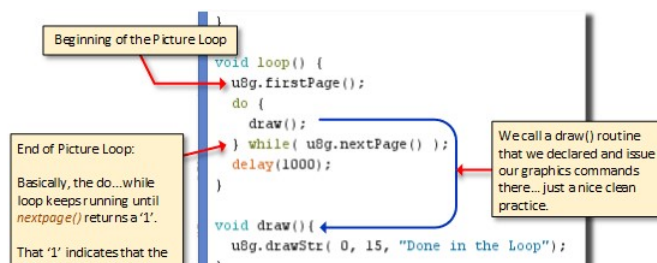 }
Beginning of the Picture Loop
void loop() {
u8g.firstPage();
do {
draw();
} while( u8g.nextPage() );
delay(1000);
}
End of Picture Loop:
Basically, the do...while
loop keeps running until
nextpage() returns a '1'.
That '1' indicates that the
We call a draw() routine
that we declared and issue
our graphics commands
there... just a nice clean
practice.
void draw(){
u8g.drawStr( 0, 15, "Done in the Loop");
}